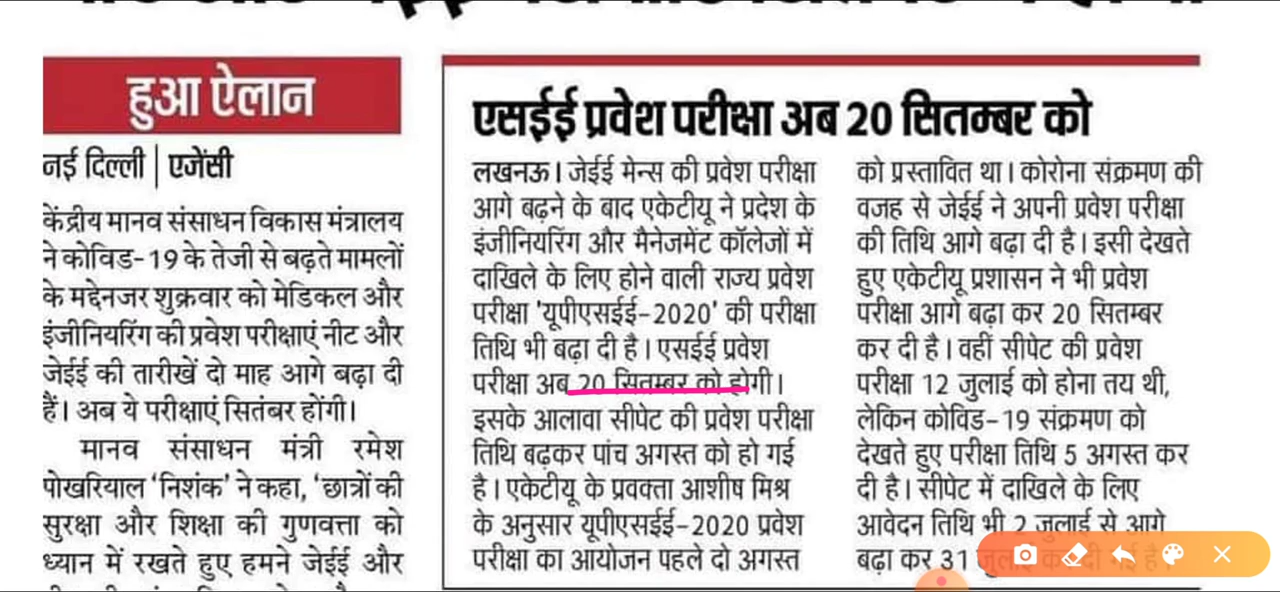 हुआ ऐलान
नई दिल्ली | एजेंसी
केंद्रीय मानव संसाधन विकास मंत्रालय
ने कोविड-19 के तेजी से बढ़ते मामलों
के मद्देनजर शुक्रवार को मेडिकल और
इंजीनियरिंग की प्रवेश परीक्षाएं नीट और
जेईई की तारीखें दो माह आगे बढ़ा दी
हैं। अब ये परीक्षाएं सितंबर होंगी।
मानव संसाधन मंत्री रमेश
पोखरियाल ‘निशंक’ ने कहा, ‘छात्रों की
सुरक्षा और शिक्षा की गुणवत्ता को
ध्यान में रखते हुए हमने जेईई और
एसईई प्रवेश परीक्षा अब 20 सितम्बर को
लखनऊ। जेईई मेन्स की प्रवेश परीक्षा
आगे बढ़ने के बाद एकेटीयू ने प्रदेश के
इंजीनियरिंग और मैनेजमेंट कॉलेजों में
दाखिले के लिए होने वाली राज्य प्रवेश
परीक्षा 'यूपीएसईई-2020' की परीक्षा
तिथि भी बढ़ा दी है। एसईई प्रवेश
परीक्षा अब 20 सितम्बर को होगी।
इसके आलावा सीपेट की प्रवेश परीक्षा
तिथि बढ़कर पांच अगस्त को हो गई
है। एकेटीयू के प्रवक्ता आशीष मिश्र
के अनुसार यूपीएसईई-2020 प्रवेश
परीक्षा का आयोजन पहले दो अगस्त
को प्रस्तावित था। कोरोना संक्रमण की
वजह से जेईई ने अपनी प्रवेश परीक्षा
की तिथि आगे बढ़ा दी है। इसी देखते
हुए एकेटीयू प्रशासन ने भी प्रवेश
परीक्षा आगे बढ़ा कर 20 सितम्बर
कर दी है। वहीं सीपेट की प्रवेश
परीक्षा 12 जुलाई को होना तय थी,
लेकिन कोविड-19 संक्रमण को
देखते हुए परीक्षा तिथि 5 अगस्त कर
दी है। सीपेट में दाखिले के लिए
आवेदन तिथि भी 2 जुलाई से आगे
बढ़ा कर 31 जुलाई कर दी गई है।